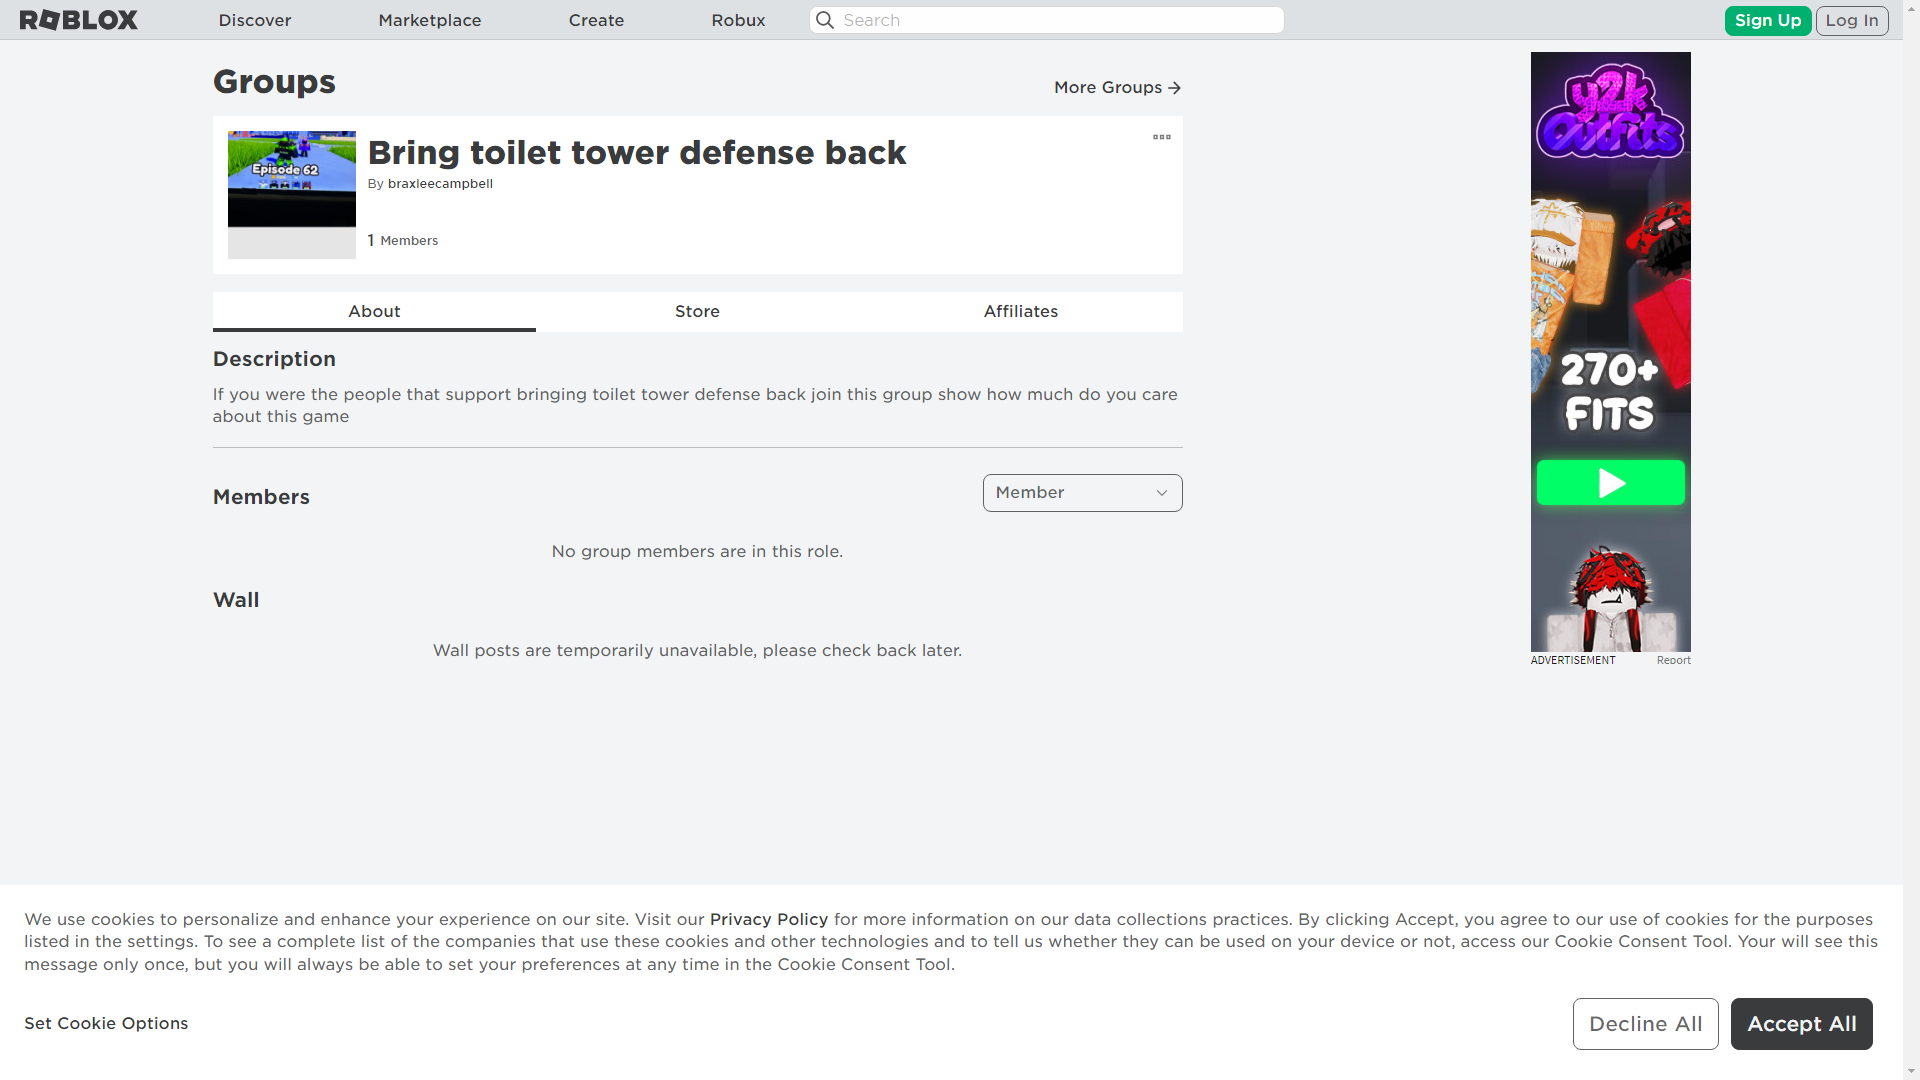 ROBLOX
Discover
Marketplace
Create
Robux
Search
Sign Up
Log In
Groups
More Groups
Episode 62
Bring toilet tower defense back
By braxleecampbell
1 Members
About
Store
Affiliates
Description
If you were the people that support bringing toilet tower defense back join this group show how much do you care
about this game
Members
Member
No group members are in this role.
Wall
Wall posts are temporarily unavailable, please check back later.
y2k
Outfits
270+
FITS
ADVERTISEMENT
Report
We use cookies to personalize and enhance your experience on our site. Visit our Privacy Policy for more information on our data collections practices. By clicking Accept, you agree to our use of cookies for the purposes
listed in the settings. To see a complete list of the companies that use these cookies and other technologies and to tell us whether they can be used on your device or not, access our Cookie Consent Tool. Your will see this
message only once, but you will always be able to set your preferences at any time in the Cookie Consent Tool.
Set Cookie Options
Decline All
Accept All